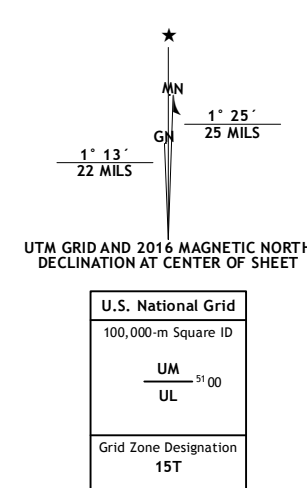 ★
MN
1° 25´
25 MILS
GN
1° 13´
22 MILS
UTM GRID AND 2016 MAGNETIC NORTH
DECLINATION AT CENTER OF SHEET
U.S. National Grid
100,000-m Square ID
UM
51 00
UL
Grid Zone Designation
15T